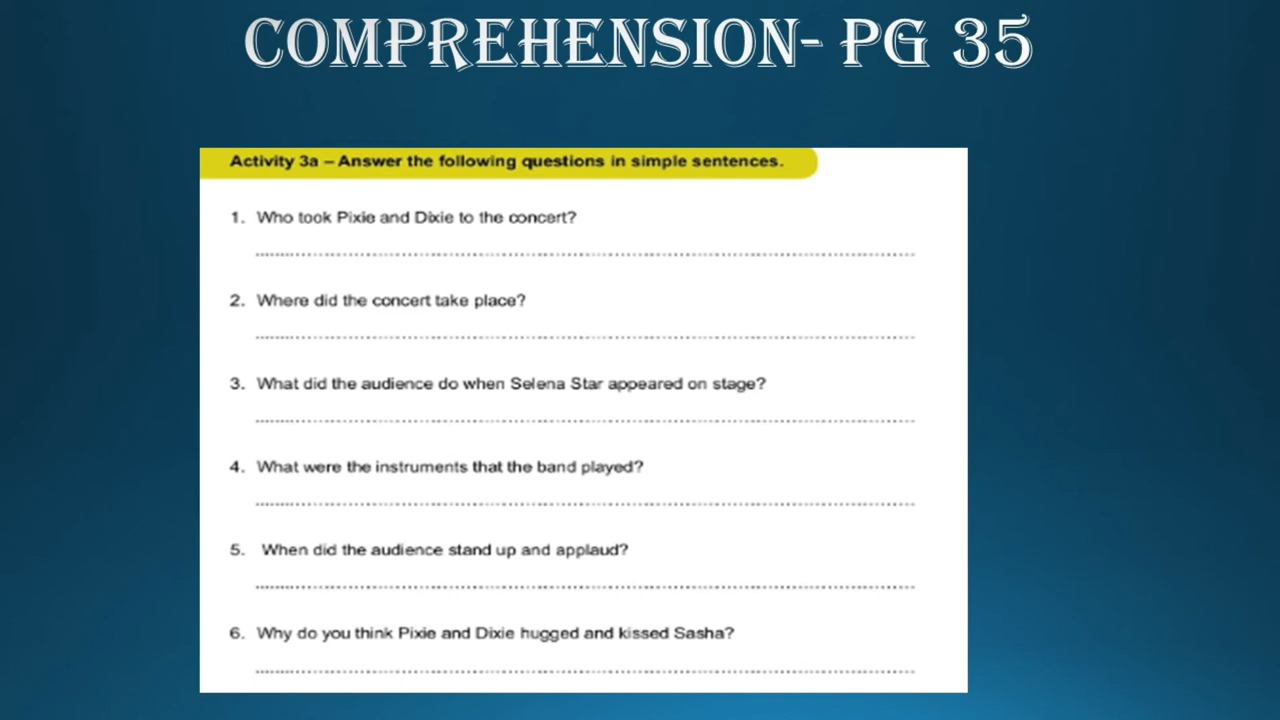 COMPREHENSION- PG 35
Activity 3a – Answer the following questions in simple sentences.
1. Who took Pixie and Dixie to the concert?
2. Where did the concert take place?
3. What did the audience do when Selena Star appeared on stage?
4. What were the instruments that the band played?
5. When did the audience stand up and applaud?
6. Why do you think Pixie and Dixie hugged and kissed Sasha?